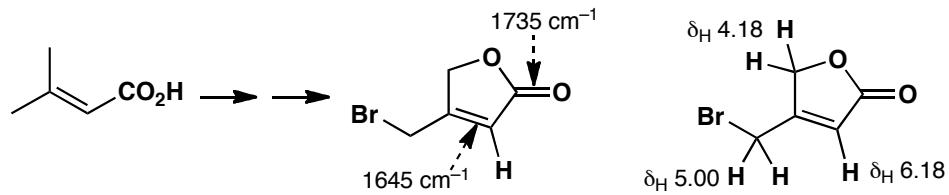 CO₂H
1735 cm⁻¹
O
O
Br
H
1645 cm⁻¹
δH 4.18 H
H
O
O
Br
δH 5.00 H H
H δH 6.18